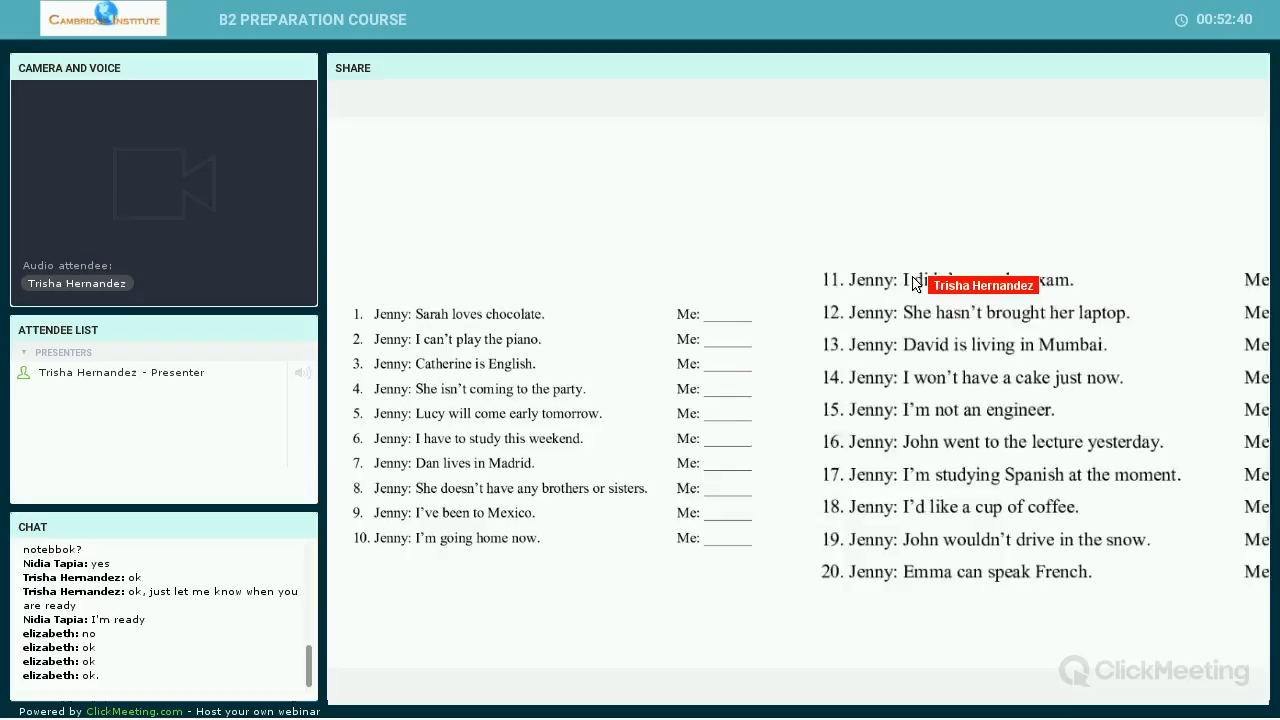 CAMBRIDGE INSTITUTE
B2 PREPARATION COURSE
00:52:40
CAMERA AND VOICE
Audio attendee:
Trisha Hernandez
ATTENDEE LIST
PRESENTERS
Trisha Hernandez - Presenter
CHAT
notebbok?
Nidia Tapia: yes
Trisha Hernandez: ok
Trisha Hernandez: ok, just let me know when you
are ready
Nidia Tapia: I'm ready
elizabeth: no
elizabeth: ok
elizabeth: ok
elizabeth: ok.
Powered by ClickMeeting.com - Host your own webinar
SHARE
1. Jenny: Sarah loves chocolate. Me: ______
2. Jenny: I can't play the piano. Me: ______
3. Jenny: Catherine is English. Me: ______
4. Jenny: She isn't coming to the party. Me: ______
5. Jenny: Lucy will come early tomorrow. Me: ______
6. Jenny: I have to study this weekend. Me: ______
7. Jenny: Dan lives in Madrid. Me: ______
8. Jenny: She doesn't have any brothers or sisters. Me: ______
9. Jenny: I've been to Mexico. Me: ______
10. Jenny: I'm going home now. Me: ______
11. Jenny: I Me
Trisha Hernandez
12. Jenny: She hasn't brought her laptop. Me
13. Jenny: David is living in Mumbai. Me
14. Jenny: I won't have a cake just now. Me
15. Jenny: I'm not an engineer. Me
16. Jenny: John went to the lecture yesterday. Me
17. Jenny: I'm studying Spanish at the moment. Me
18. Jenny: I'd like a cup of coffee. Me
19. Jenny: John wouldn't drive in the snow. Me
20. Jenny: Emma can speak French. Me
ClickMeeting